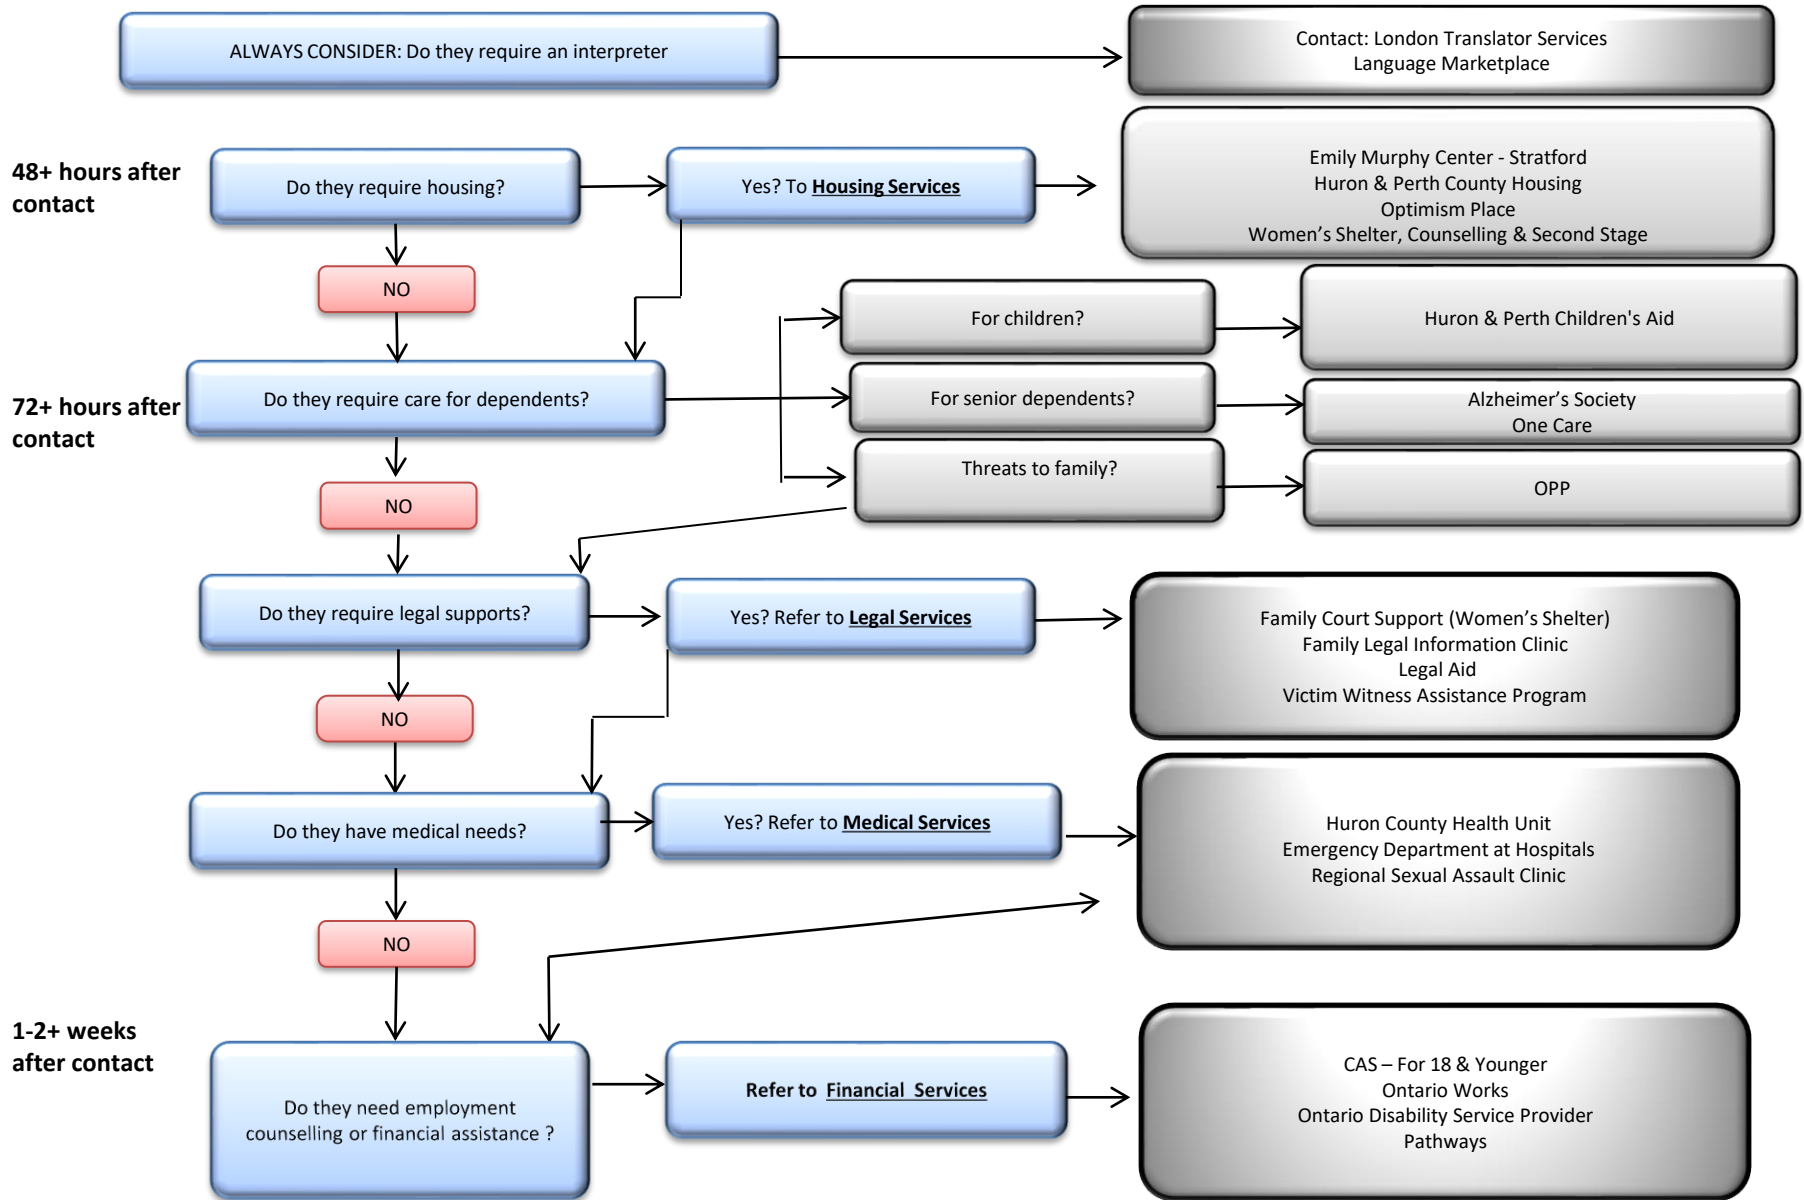 ALWAYS CONSIDER: Do they require an interpreter
Contact: London Translator Services
Language Marketplace
48+ hours after
contact
Do they require housing?
Yes? To Housing Services
Emily Murphy Center - Stratford
Huron & Perth County Housing
Optimism Place
Women’s Shelter, Counselling & Second Stage
NO
For children?
Huron & Perth Children's Aid
72+ hours after
contact
Do they require care for dependents?
For senior dependents?
Alzheimer’s Society
One Care
Threats to family?
OPP
NO
Do they require legal supports?
Yes? Refer to Legal Services
Family Court Support (Women’s Shelter)
Family Legal Information Clinic
Legal Aid
Victim Witness Assistance Program
NO
Do they have medical needs?
Yes? Refer to Medical Services
Huron County Health Unit
Emergency Department at Hospitals
Regional Sexual Assault Clinic
NO
1-2+ weeks
after contact
Do they need employment
counselling or financial assistance ?
Refer to Financial Services
CAS – For 18 & Younger
Ontario Works
Ontario Disability Service Provider
Pathways